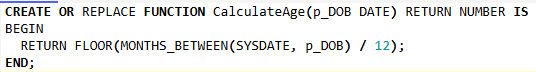 CREATE OR REPLACE FUNCTION CalculateAge(p_DOB DATE) RETURN NUMBER IS
BEGIN
  RETURN FLOOR(MONTHS_BETWEEN(SYSDATE, p_DOB) / 12);
END;